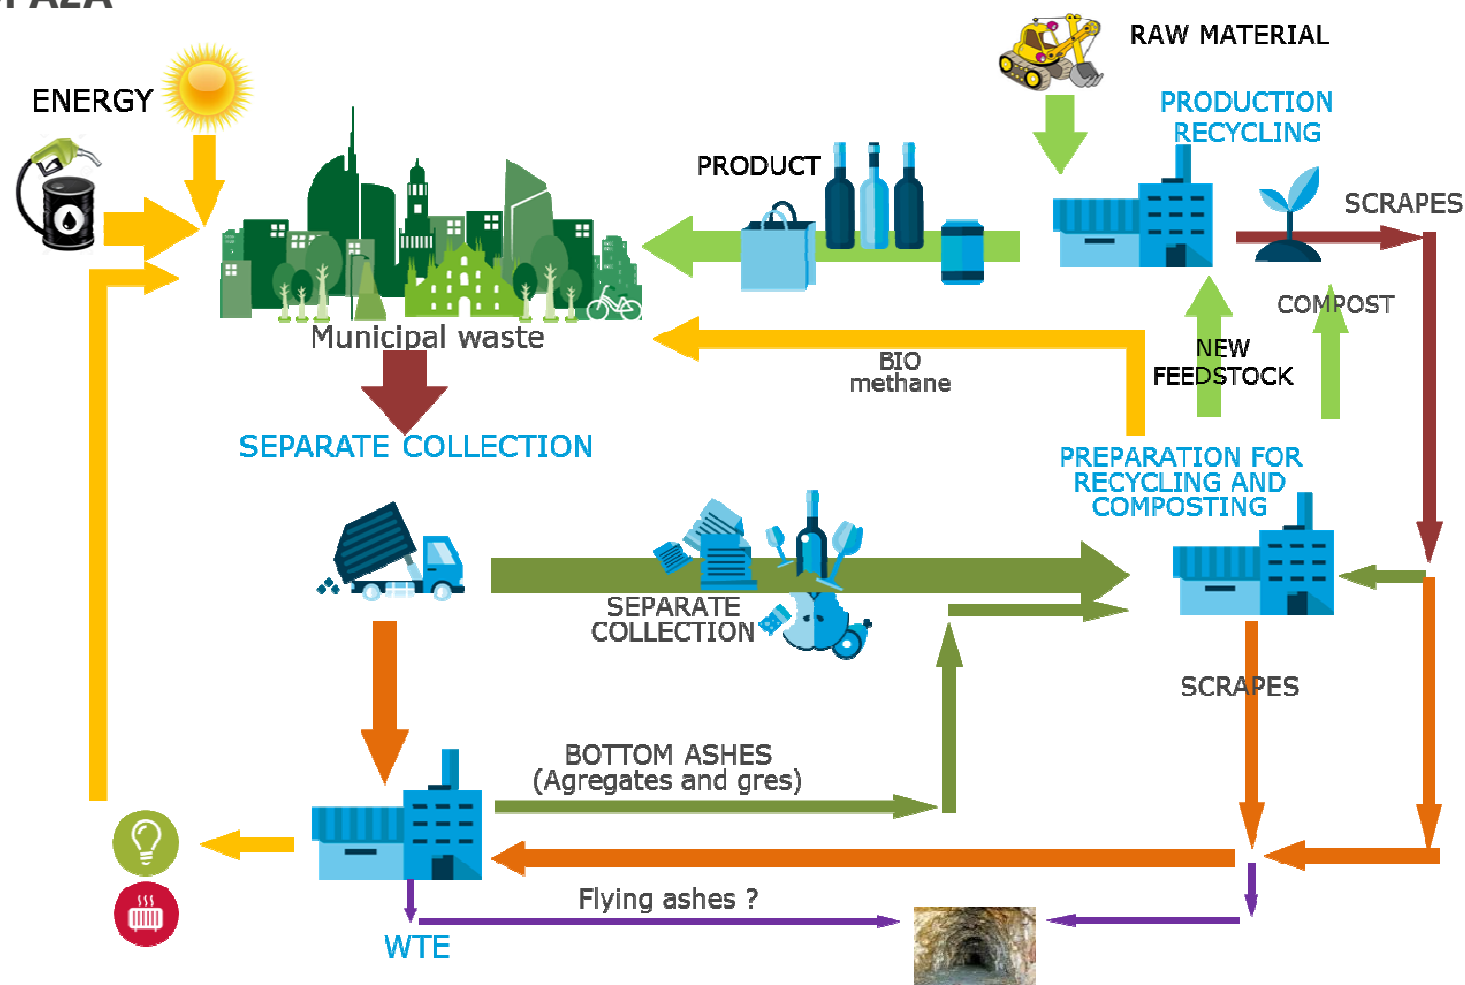 RAW MATERIAL
ENERGY
PRODUCTION
RECYCLING
PRODUCT
SCRAPES
COMPOST
Municipal waste
NEW
FEEDSTOCK
BIO
methane
SEPARATE COLLECTION
PREPARATION FOR
RECYCLING AND
COMPOSTING
SEPARATE
COLLECTION
SCRAPES
BOTTOM ASHES
(Agregates and gres)
Flying ashes ?
WTE